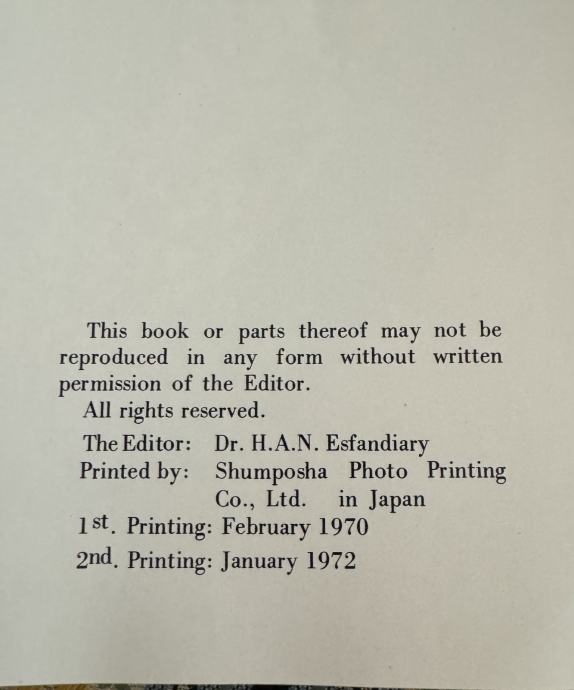 This book or parts thereof may not be
reproduced in any form without written
permission of the Editor.
All rights reserved.
The Editor: Dr. H.A.N. Esfandiary
Printed by: Shumposha Photo Printing
Co., Ltd. in Japan
1st. Printing: February 1970
2nd. Printing: January 1972